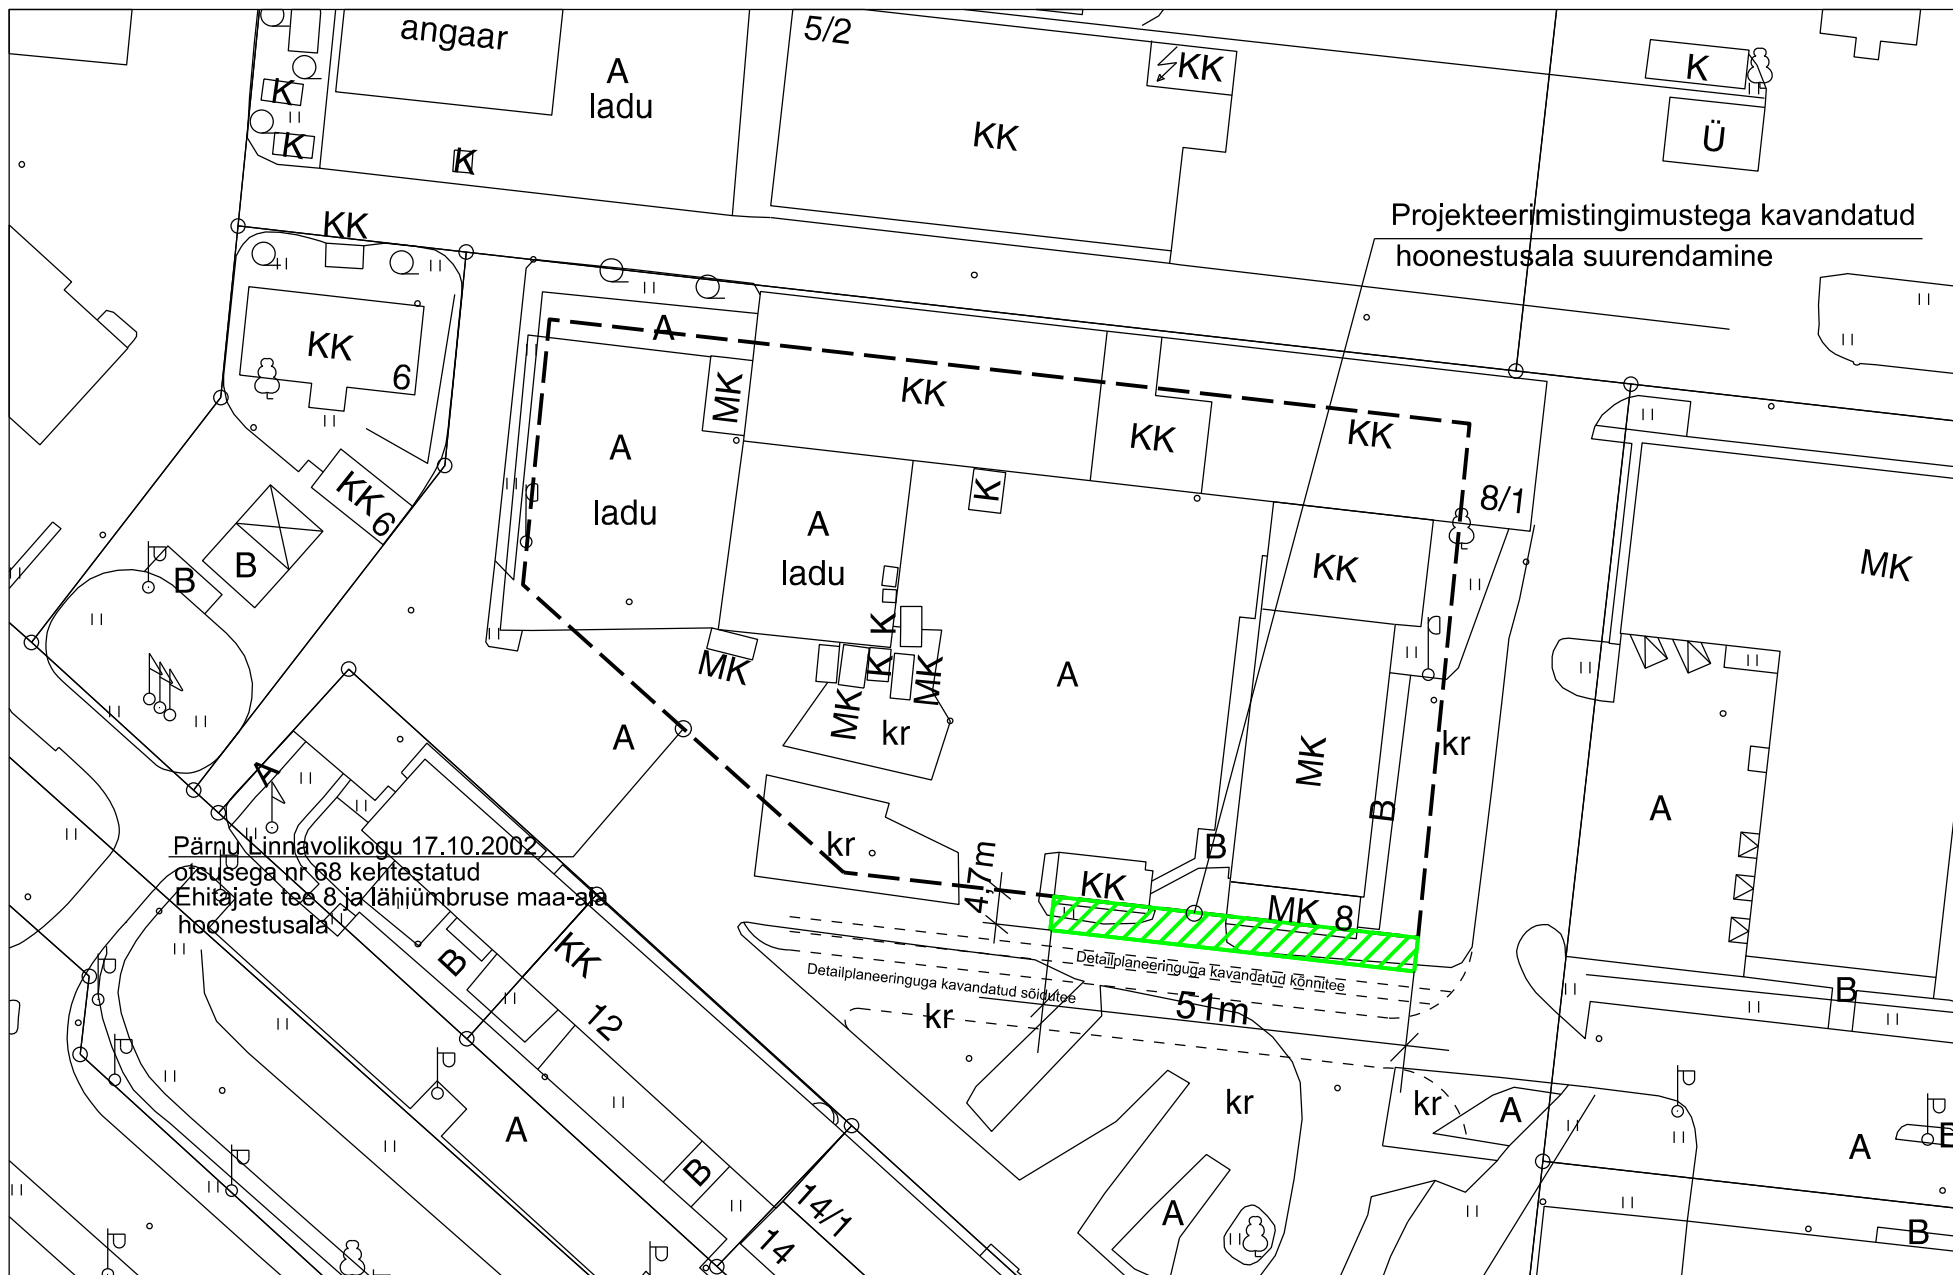 angaar
A
ladu
5/2
KK
K
K
K
K
KK
Ü
Projekteerimistingimustega kavandatud
hoonestusala suurendamine
KK
KK
6
A
MK
KK
KK
KK
8/1
A
ladu
K
A
ladu
KK
MK
KK 6
B
B
K
K
MK
MK
MK
A
kr
A
MK
kr
A
A
B
Pärnu Linnavolikogu 17.10.2002
otsusega nr 68 kehtestatud
Ehitajate tee 8 ja lähiümbruse maa-ala
hoonestusala
kr
4,7m
KK
B
MK 8
Detailplaneeringuga kavandatud kõnnitee
Detailplaneeringuga kavandatud sõidutee
51m
kr
B
KK
12
B
A
kr
kr
A
A
B
B
14/1
14
A
B